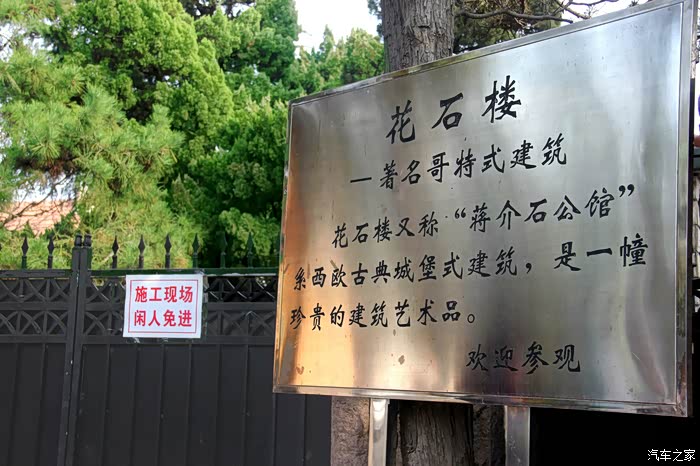 花石楼
—著名哥特式建筑
花石楼又称“蒋介石公馆”
系西欧古典城堡式建筑，是一幢
珍贵的建筑艺术品。
欢迎参观
施工现场
闲人免进
汽车之家